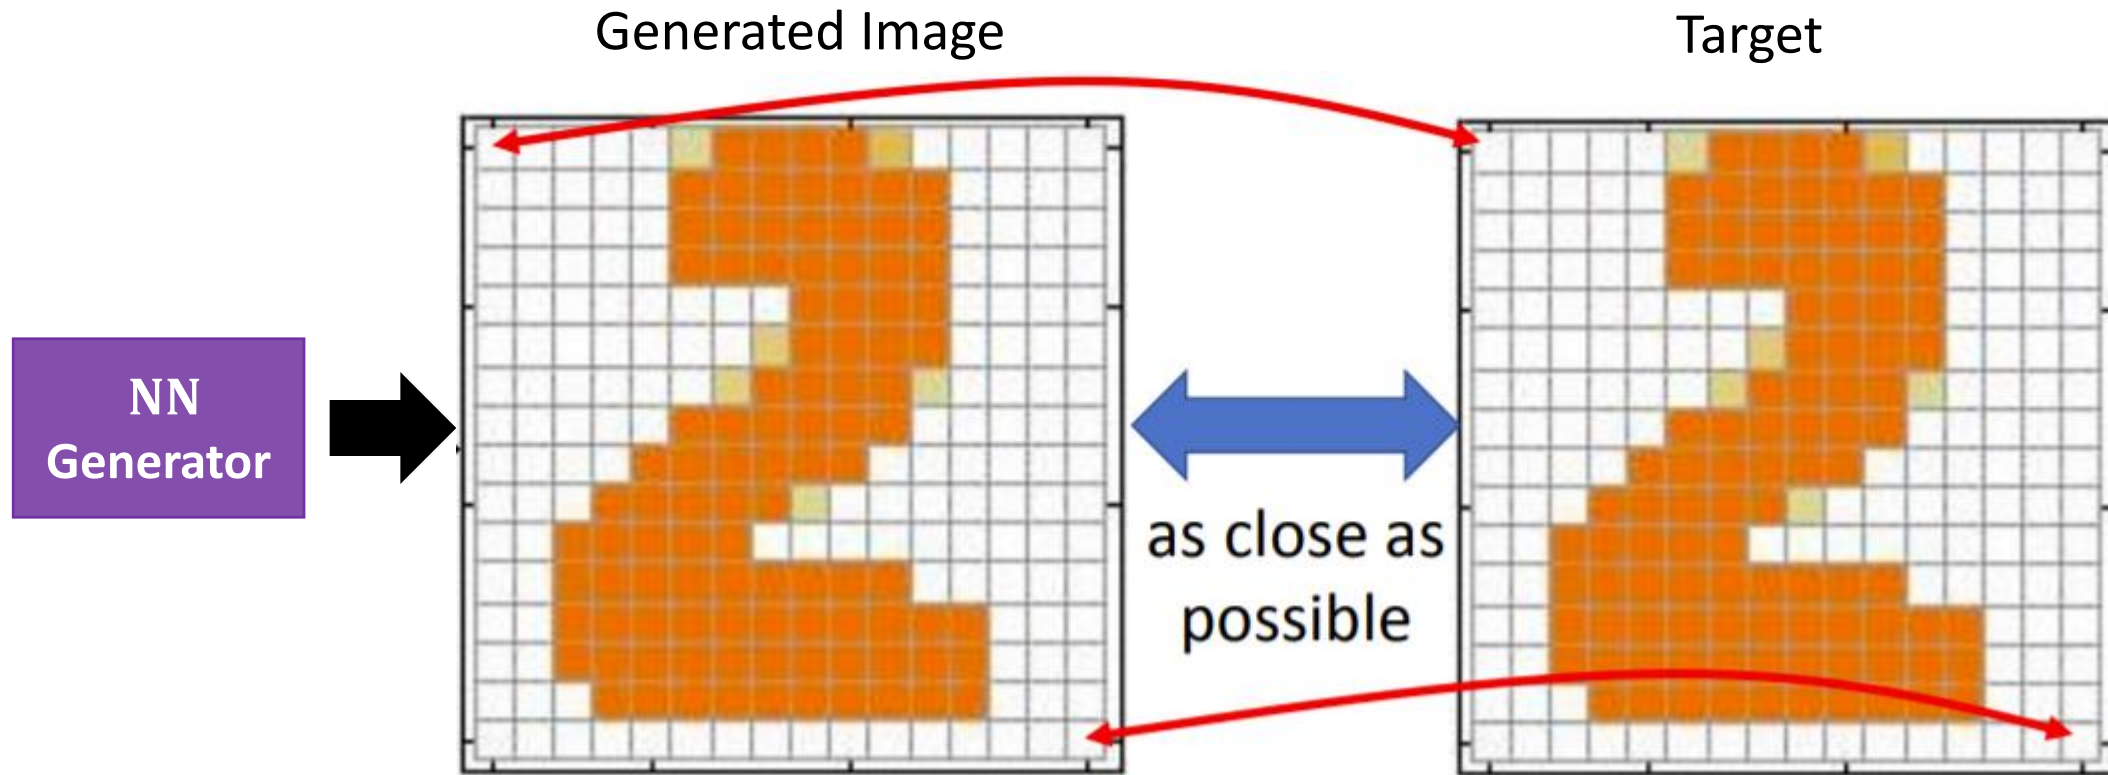 Generated Image
Target
NN
Generator
as close as
possible